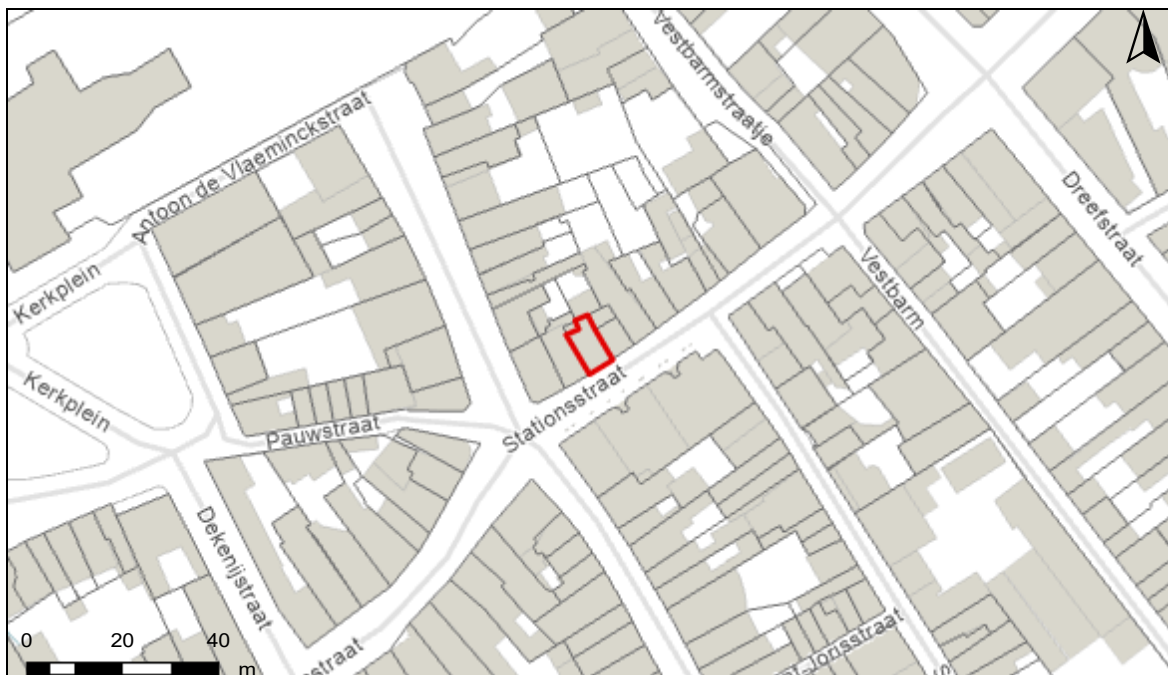 Vestbarmstraatje
Antoon de Vlaeminckstraat
Dreefstraat
Kerkplein
Vestbarm
Kerkplein
Stationsstraat
Pauwstraat
Dekenijstraat
0 20 40
m